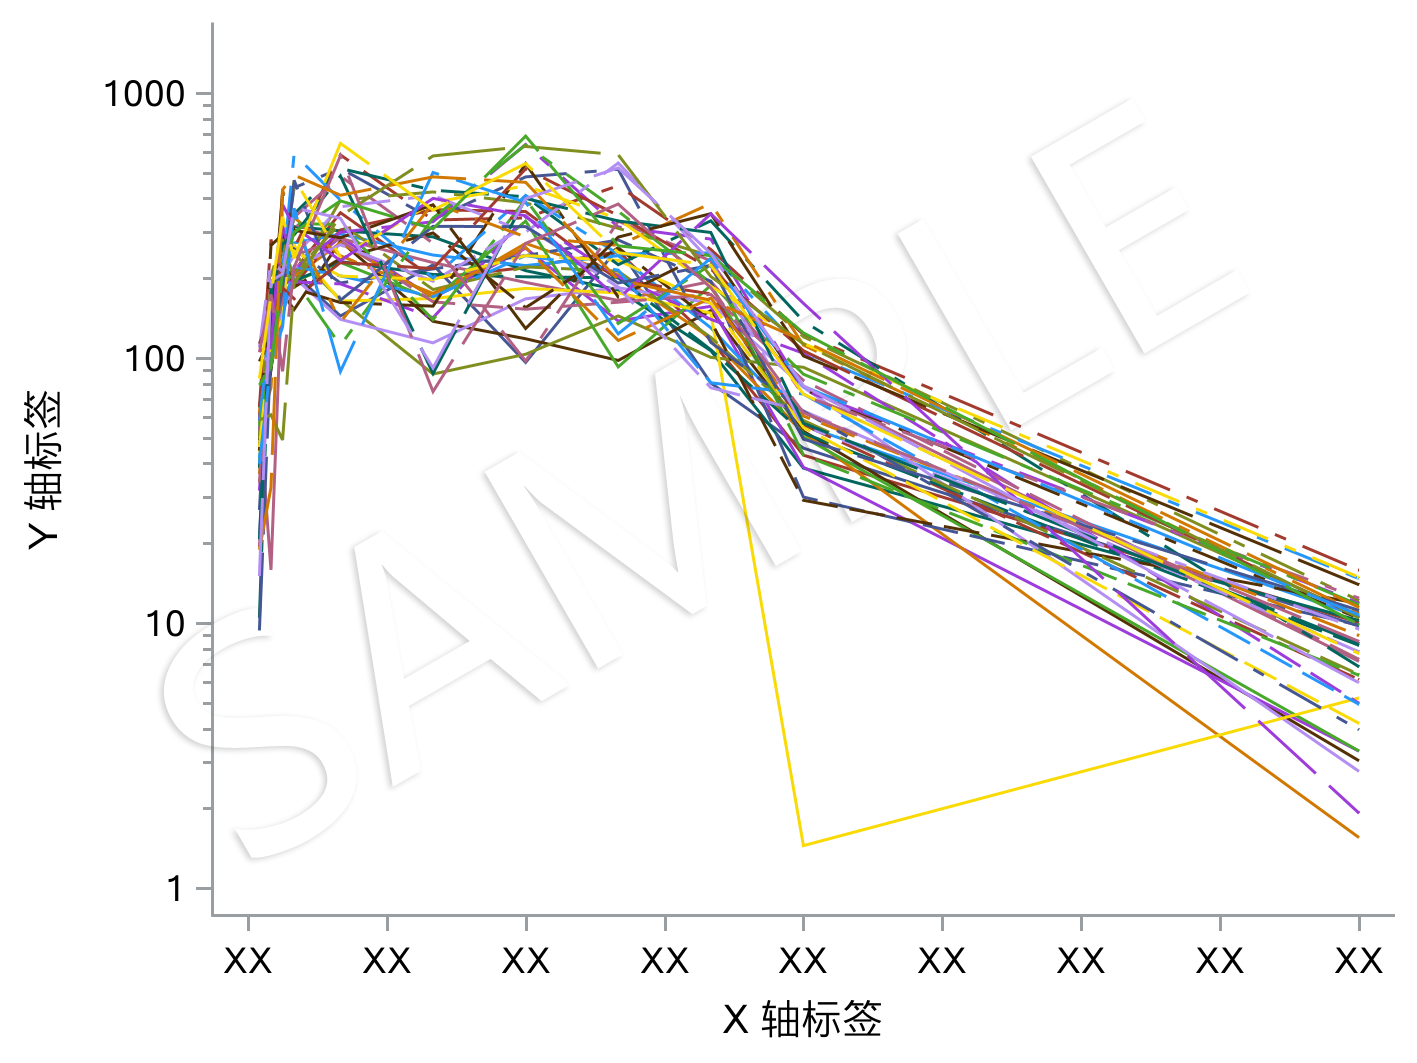 1000
100
10
1
Y 轴标签
XX XX XX XX XX XX XX XX XX
X 轴标签
SAMPLE